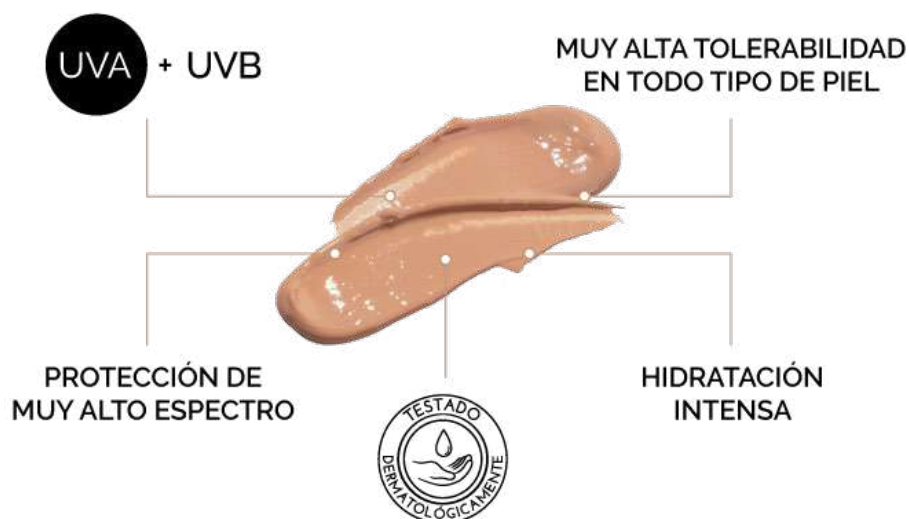 UVA + UVB
MUY ALTA TOLERABILIDAD
EN TODO TIPO DE PIEL
PROTECCIÓN DE
MUY ALTO ESPECTRO
HIDRATACIÓN
INTENSA
TESTADO
DERMATOLÓGICAMENTE